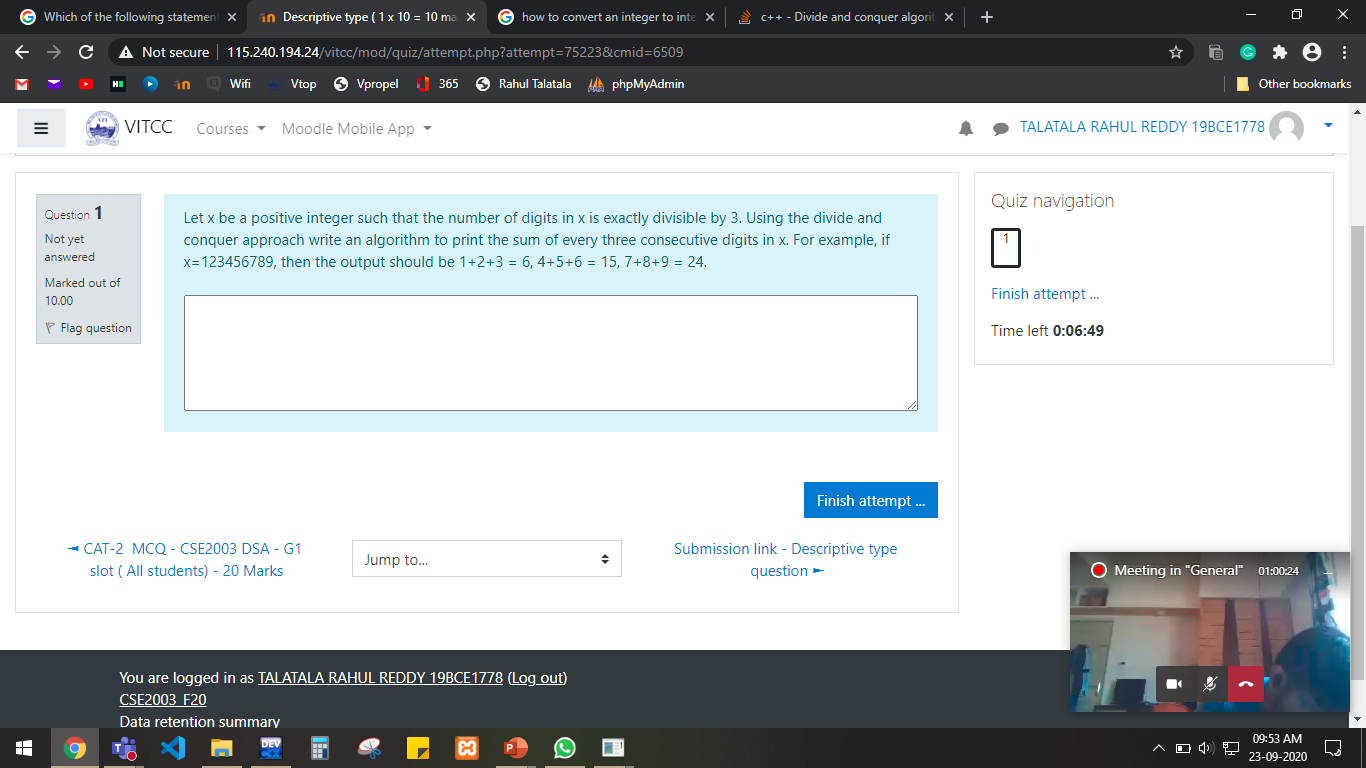 Which of the following statement
Descriptive type ( 1 x 10 = 10 ma
how to convert an integer to inte
c++ - Divide and conquer algorit
Not secure
115.240.194.24/vitcc/mod/quiz/attempt.php?attempt=75223&cmid=6509
Wifi
Vtop
Vpropel
365
Rahul Talatala
phpMyAdmin
Other bookmarks
VITCC
Courses
Moodle Mobile App
TALATALA RAHUL REDDY 19BCE1778
Question 1
Not yet
answered
Marked out of
10.00
Flag question
Let x be a positive integer such that the number of digits in x is exactly divisible by 3. Using the divide and
conquer approach write an algorithm to print the sum of every three consecutive digits in x. For example, if
x=123456789, then the output should be 1+2+3 = 6, 4+5+6 = 15, 7+8+9 = 24.
Quiz navigation
1
Finish attempt ...
Time left 0:06:49
Finish attempt ...
◄ CAT-2 MCQ - CSE2003 DSA - G1
slot ( All students) - 20 Marks
Jump to...
Submission link - Descriptive type
question ►
Meeting in "General" 01:00:24
You are logged in as TALATALA RAHUL REDDY 19BCE1778 (Log out)
CSE2003_F20
Data retention summary
DEV
09:53 AM
23-09-2020